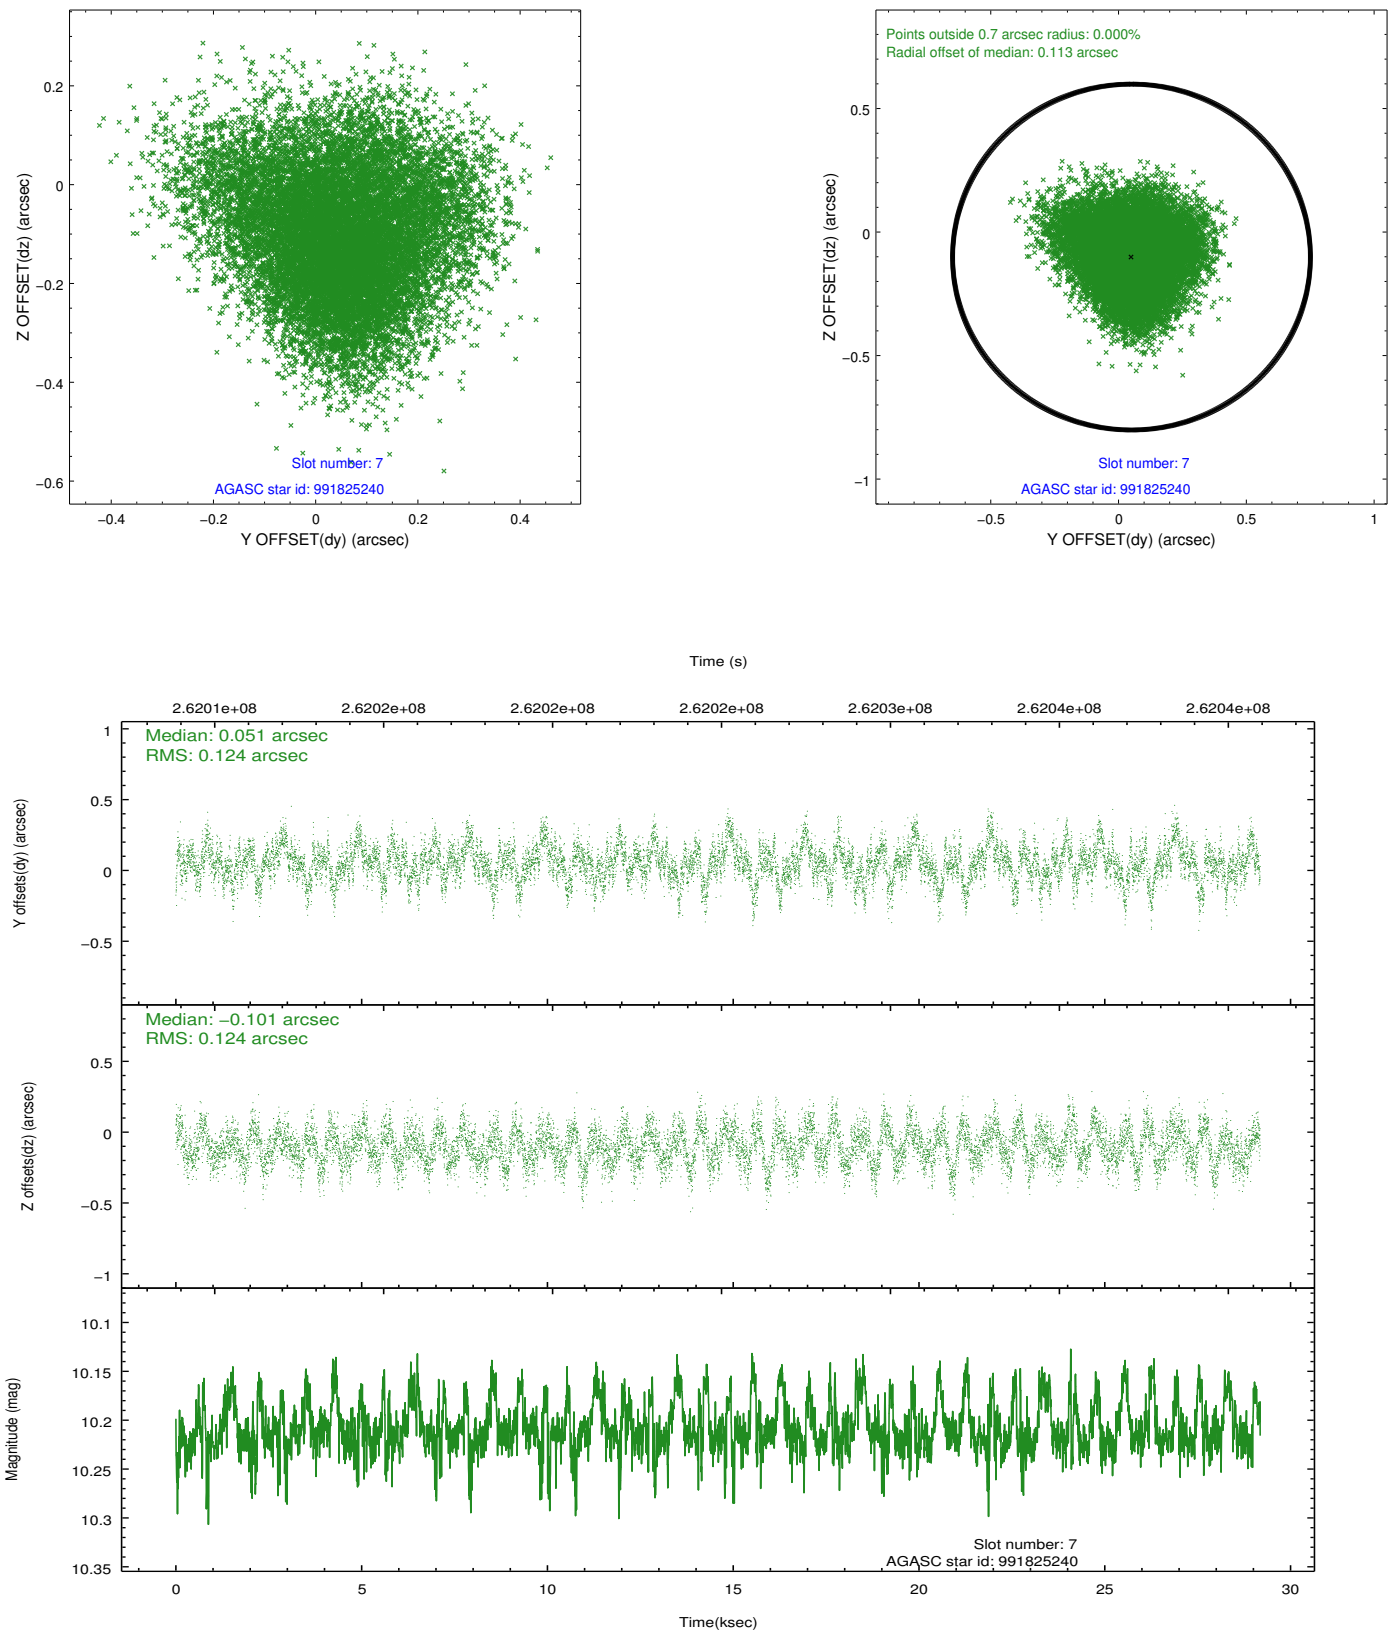 0.2
0
−0.2
−0.4
−0.6
Z OFFSET(dz) (arcsec)
Slot number: 7
AGASC star id: 991825240
−0.4 −0.2 0 0.2 0.4
Y OFFSET(dy) (arcsec)
Points outside 0.7 arcsec radius: 0.000%
Radial offset of median: 0.113 arcsec
0.5
0
−0.5
−1
Z OFFSET(dz) (arcsec)
Slot number: 7
AGASC star id: 991825240
−0.5 0 0.5 1
Y OFFSET(dy) (arcsec)
Time (s)
2.6201e+08 2.6202e+08 2.6202e+08 2.6202e+08 2.6203e+08 2.6204e+08 2.6204e+08
Median: 0.051 arcsec
RMS: 0.124 arcsec
1
0.5
0
−0.5
Y offsets(dy) (arcsec)
Median: −0.101 arcsec
RMS: 0.124 arcsec
0.5
0
−0.5
−1
Z offsets(dz) (arcsec)
10.1
10.15
10.2
10.25
10.3
10.35
Magnitude (mag)
Slot number: 7
AGASC star id: 991825240
0 5 10 15 20 25 30
Time(ksec)